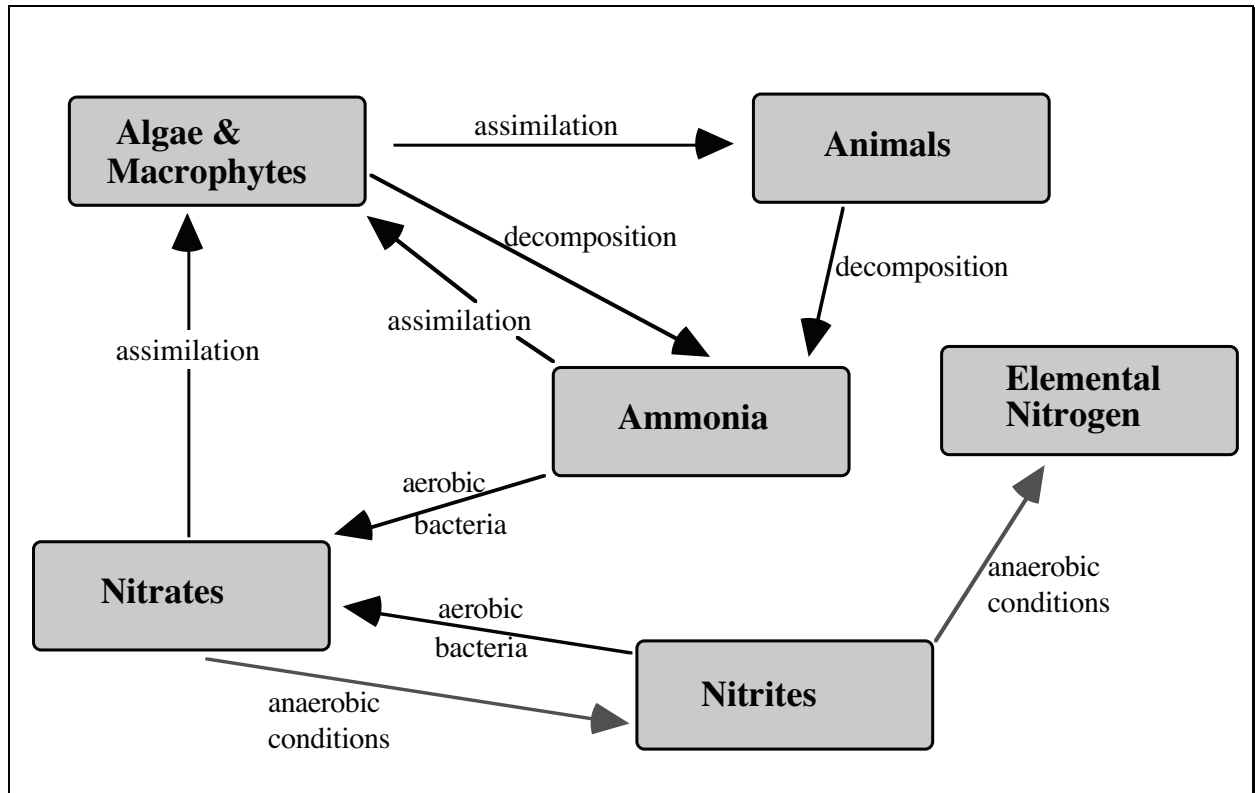 Algae &
Macrophytes
assimilation
Animals
decomposition
decomposition
assimilation
assimilation
Elemental
Nitrogen
Ammonia
aerobic
bacteria
Nitrates
aerobic
bacteria
anaerobic
conditions
Nitrites
anaerobic
conditions